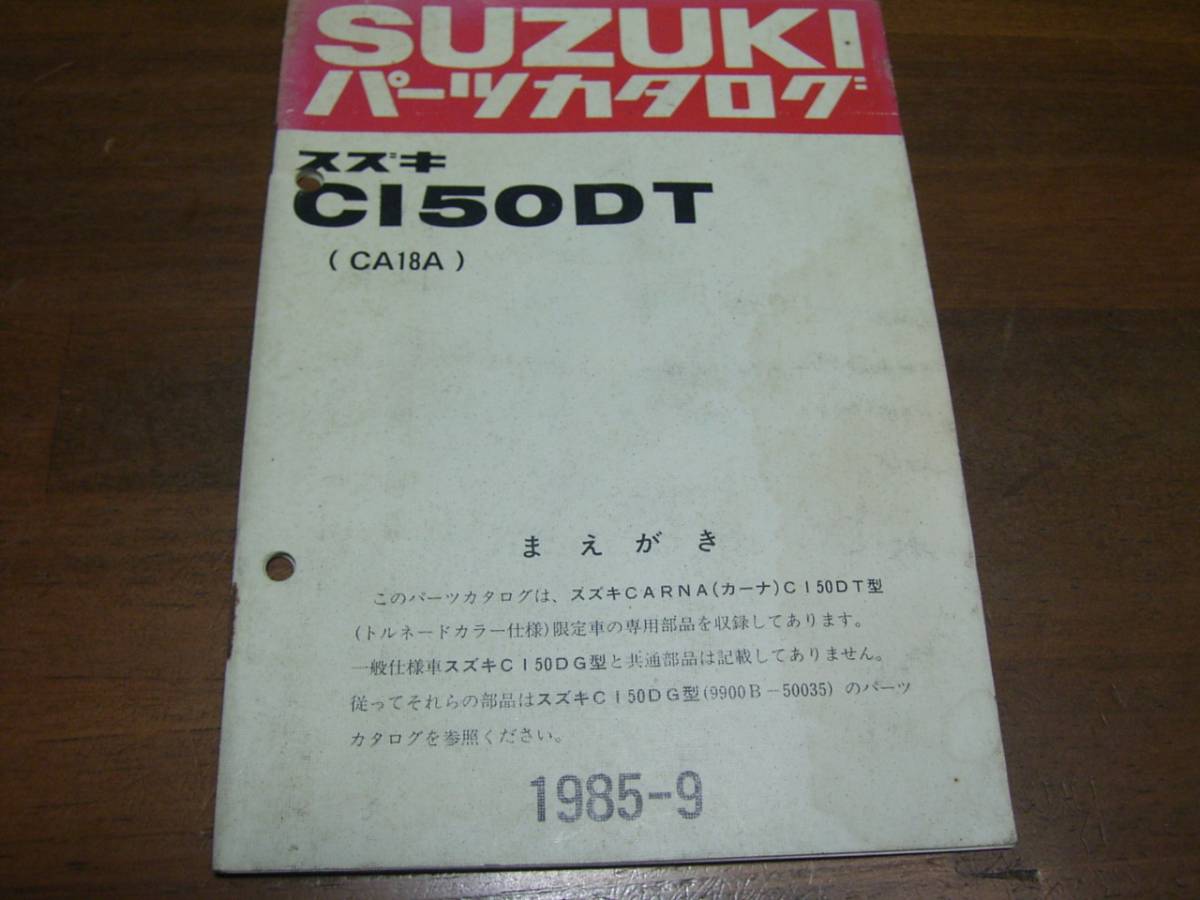 SUZUKI
パーツカタログ
スズキ
CI50DT
( CA18A )
まえがき
このパーツカタログは、スズキCARNA(カーナ)CI50DT型
(トルネードカラー仕様)限定車の専用部品を収録してあります。
一般仕様車スズキCI50DG型と共通部品は記載してありません。
従ってそれらの部品はスズキCI50DG型(9900B-50035)のパーツ
カタログを参照ください。
1985-9